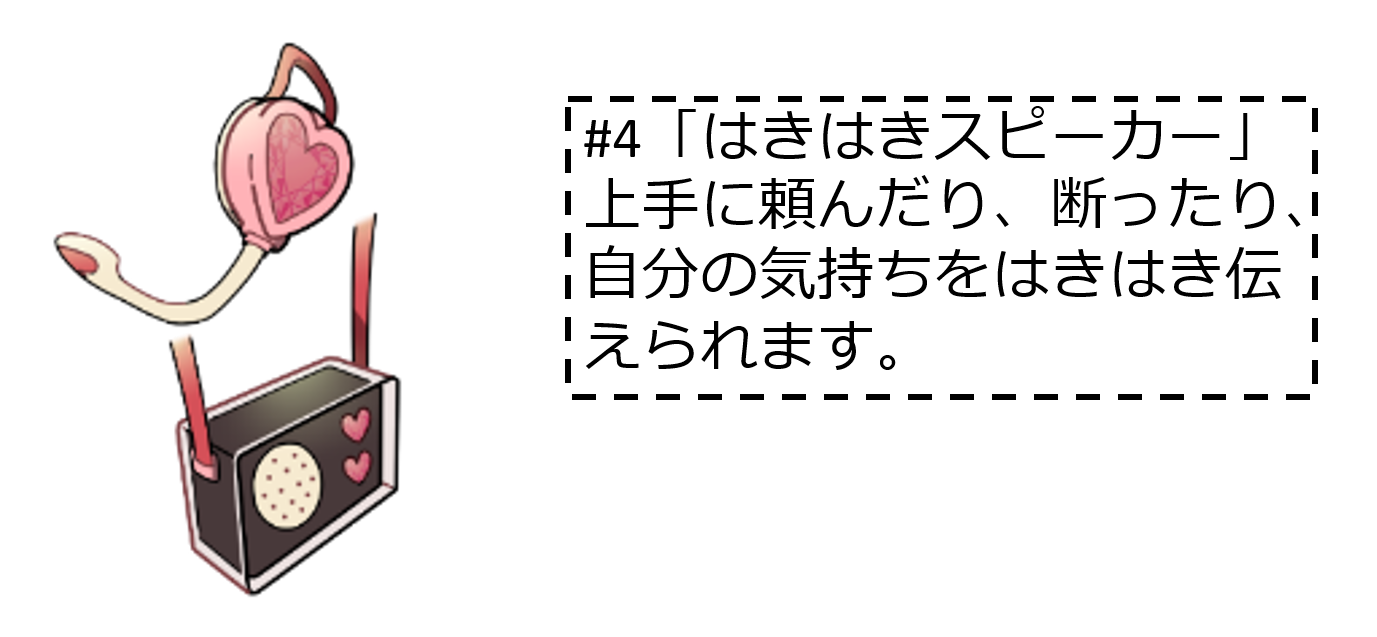 #4「はきはきスピーカー」
上手に頼んだり、断ったり、
自分の気持ちをはきはき伝
えられます。